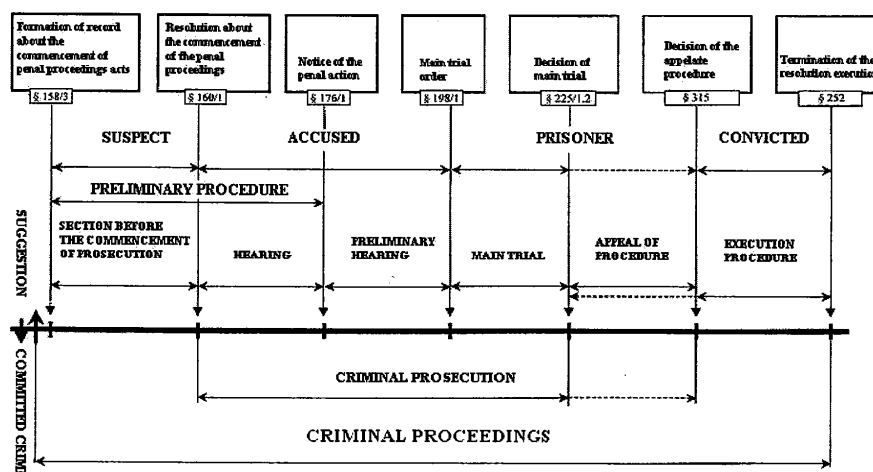 Formation of record
about the
commencement of
penal proceedings acts
§ 158/3
Resolution about
the commencement
of the penal
proceedings
§ 160/1
Notice of the
penal action
§ 176/1
Main trial
order
§ 198/1
Decision of
main trial
§ 225/1.2
Decision of the
appelate
procedure
§ 315
Termination of the
resolution execution
§ 252
SUSPECT
ACCUSED
PRISONER
CONVICTED
PRELIMINARY PROCEDURE
SECTION BEFORE
THE COMMENCEMENT
OF PROSECUTION
HEARING
PRELIMINARY
HEARING
MAIN TRIAL
APPEAL OF
PROCEDURE
EXECUTION
PROCEDURE
SUGGESTION
COMMITTED CRIM
CRIMINAL PROSECUTION
CRIMINAL PROCEEDINGS